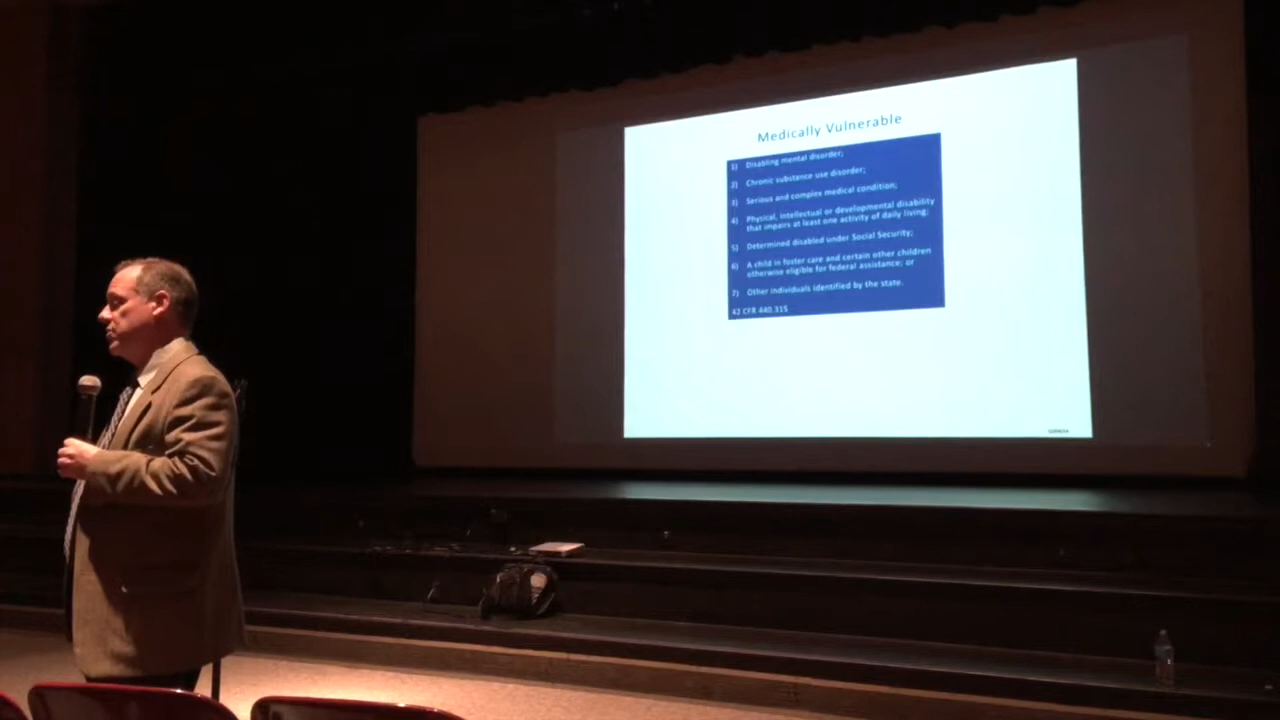 Medically Vulnerable
1) Disabling mental disorder;
2) Chronic substance use disorder;
3) Serious and complex medical condition;
4) Physical, intellectual or developmental disability
that impairs at least one activity of daily living;
5) Determined disabled under Social Security;
6) A child in foster care and certain other children
otherwise eligible for federal assistance; or
7) Other individuals identified by the state.
42 CFR 440.315